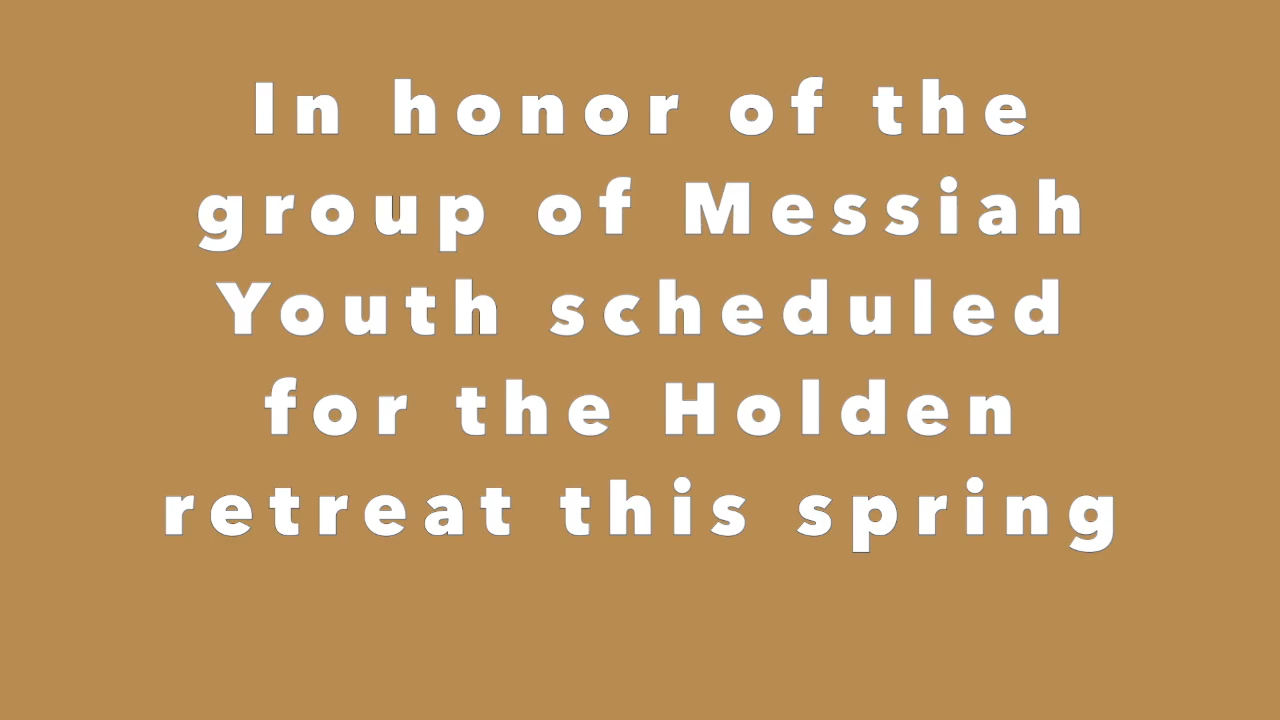 In honor of the
group of Messiah
Youth scheduled
for the Holden
retreat this spring